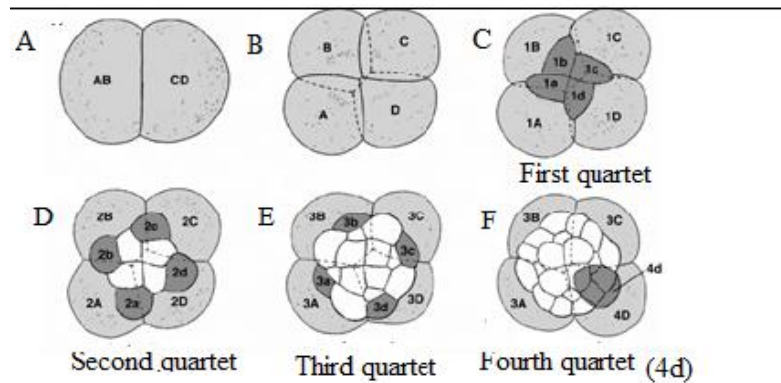 A
AB
CD
B
B
C
A
D
C
1B
1C
1b
1a
1d
1A
1D
First quartet
D
2B
2c
2C
2b
2d
2a
2A
2D
Second quartet
E
3B
3b
3C
3c
3a
3d
3A
3D
Third quartet
F
3B
3C
4d
3A
4D
Fourth quartet (4d)